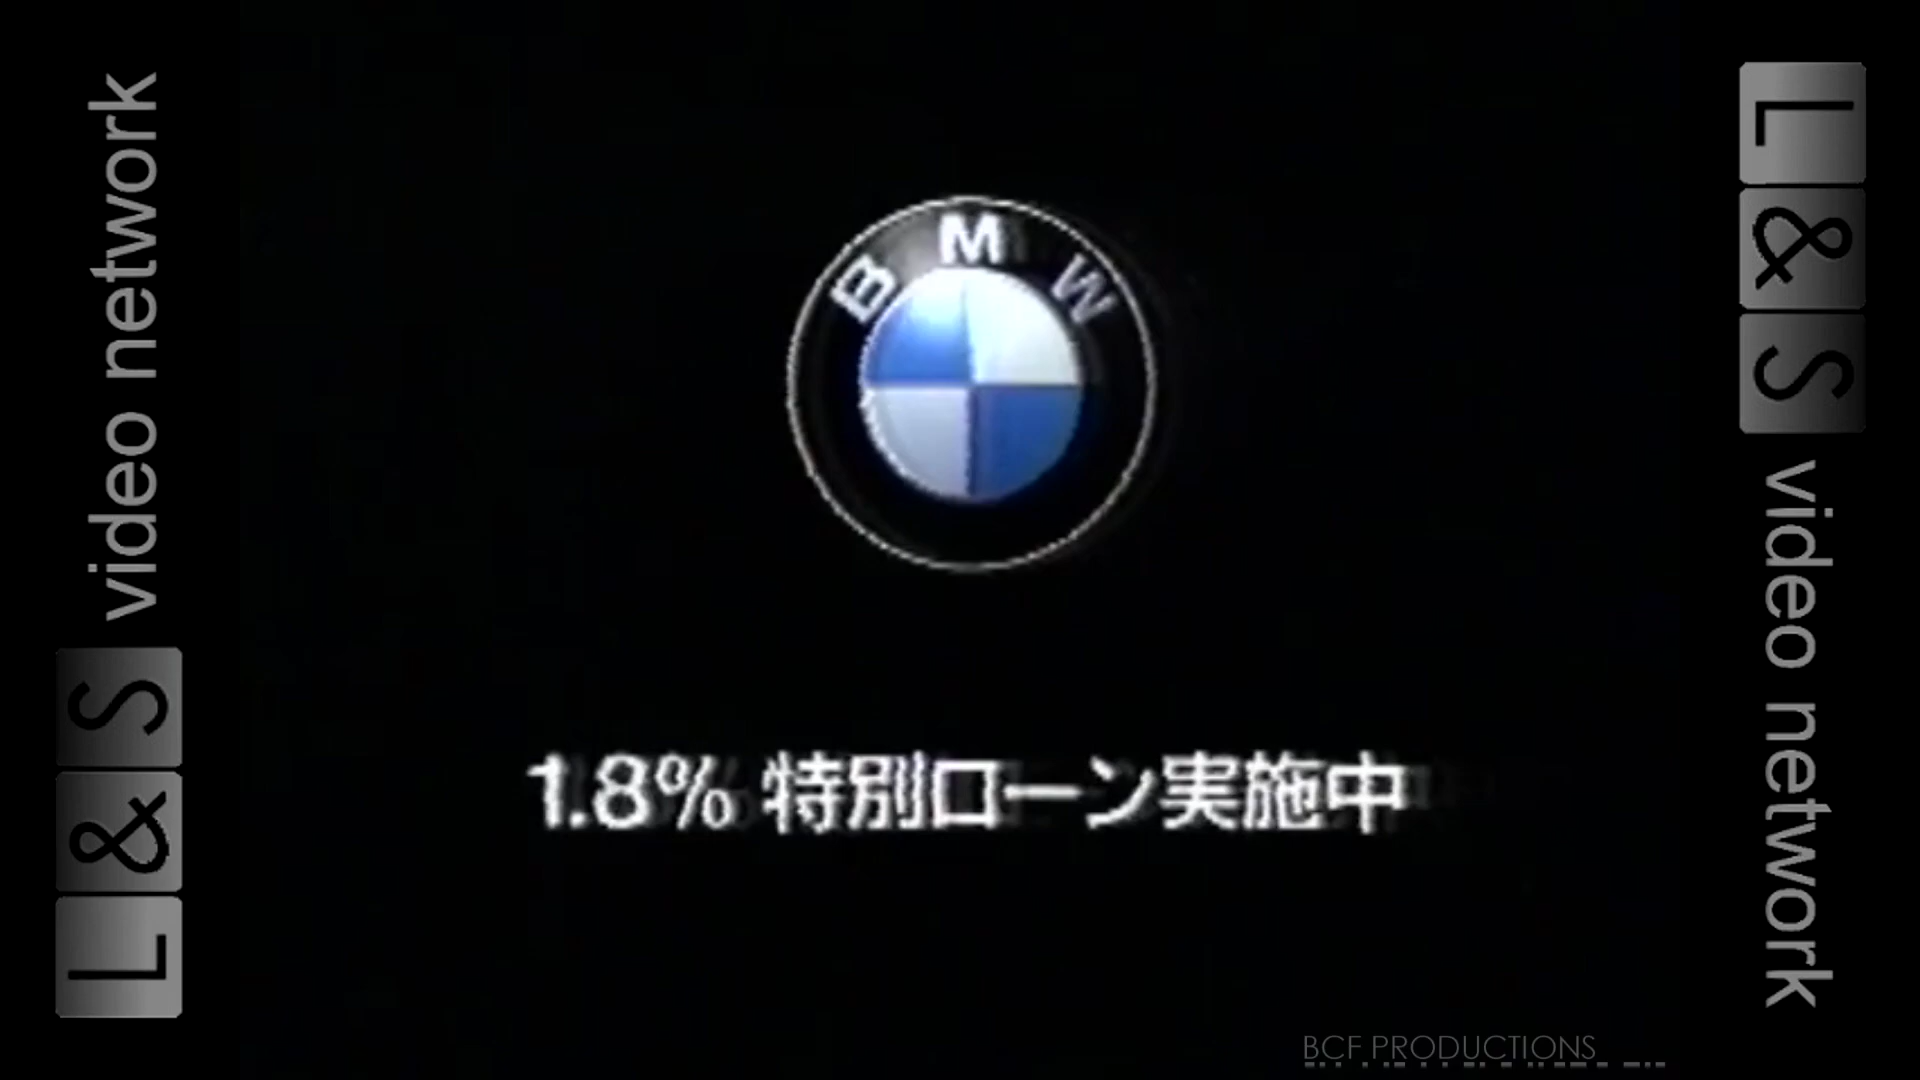 L&S video network
BMW
1.8% 特別ローン実施中
L&S video network
BCF PRODUCTIONS